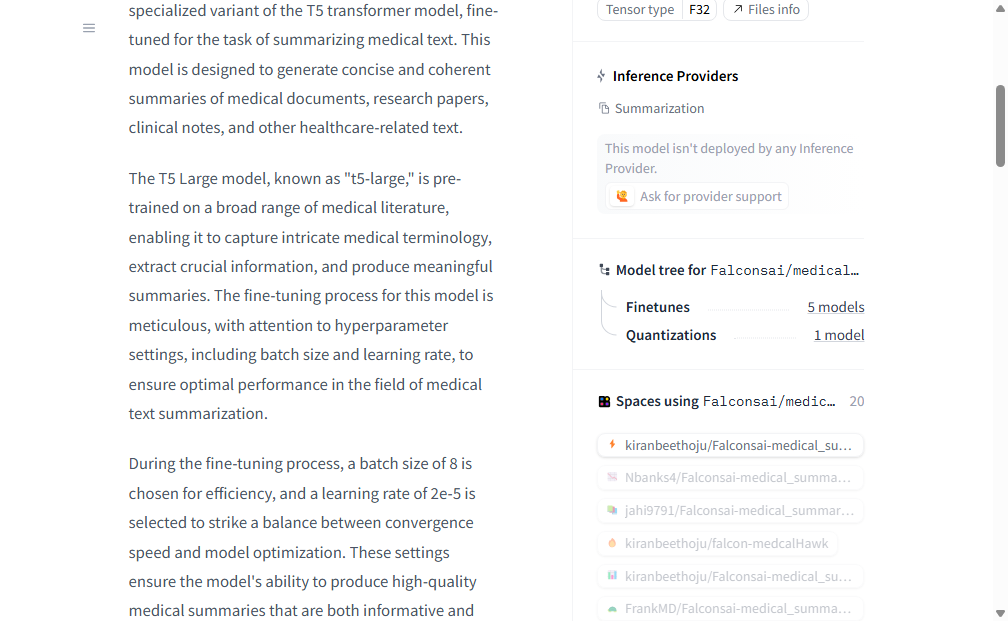 specialized variant of the T5 transformer model, fine-
tuned for the task of summarizing medical text. This
model is designed to generate concise and coherent
summaries of medical documents, research papers,
clinical notes, and other healthcare-related text.
The T5 Large model, known as "t5-large," is pre-
trained on a broad range of medical literature,
enabling it to capture intricate medical terminology,
extract crucial information, and produce meaningful
summaries. The fine-tuning process for this model is
meticulous, with attention to hyperparameter
settings, including batch size and learning rate, to
ensure optimal performance in the field of medical
text summarization.
During the fine-tuning process, a batch size of 8 is
chosen for efficiency, and a learning rate of 2e-5 is
selected to strike a balance between convergence
speed and model optimization. These settings
ensure the model's ability to produce high-quality
medical summaries that are both informative and
Tensor type F32 Files info
Inference Providers
Summarization
This model isn't deployed by any Inference
Provider.
Ask for provider support
Model tree for Falconsai/medical…
Finetunes 5 models
Quantizations 1 model
Spaces using Falconsai/medic… 20
kiranbeethoju/Falconsai-medical_su…
Nbanks4/Falconsai-medical_summa…
jahi9791/Falconsai-medical_summar…
kiranbeethoju/falcon-medcalHawk
kiranbeethoju/Falconsai-medical_su…
FrankMD/Falconsai-medical_summa…